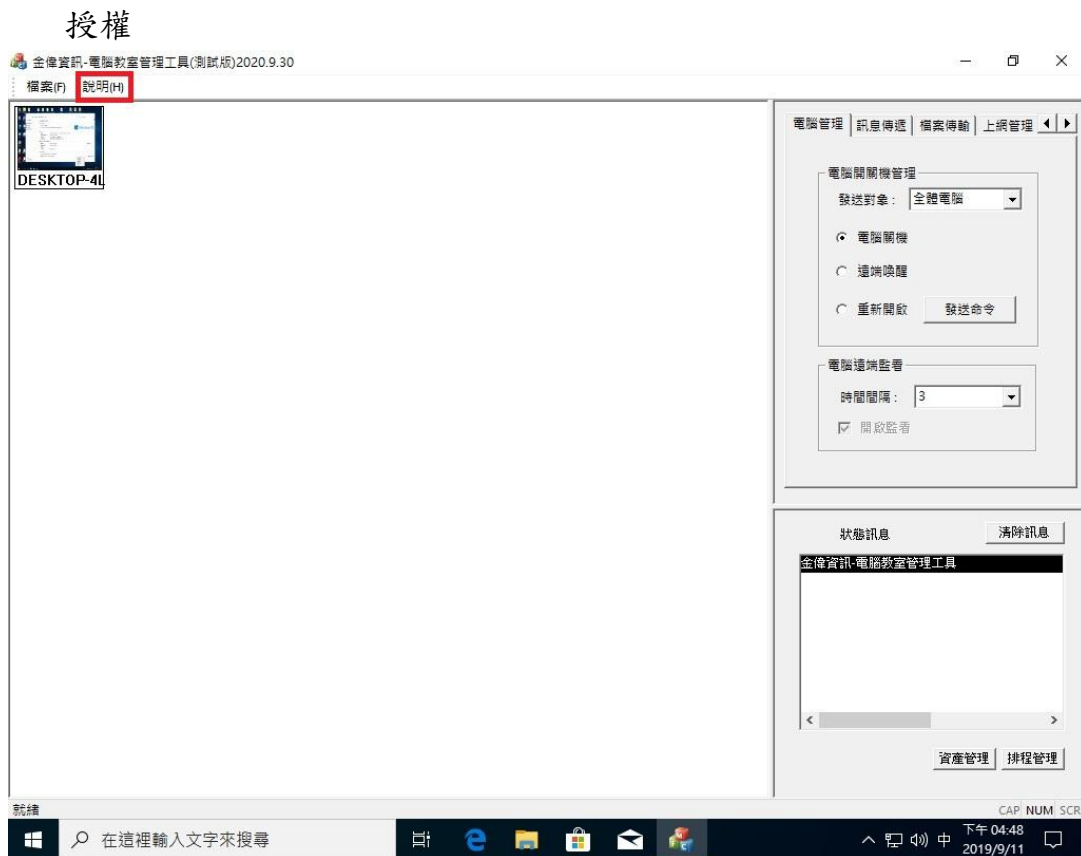 授權
金偉資訊-電腦教室管理工具(測試版)2020.9.30
檔案(F) 說明(H)
DESKTOP-4L
電腦管理 訊息傳遞 檔案傳輸 上網管理
電腦開關機管理
發送對象: 全體電腦
電腦關機
遠端喚醒
重新開啟 發送命令
電腦遠端監看
時間間隔: 3
開啟監看
狀態訊息 清除訊息
金偉資訊-電腦教室管理工具
資產管理 排程管理
就緒 CAP NUM SCR
在這裡輸入文字來搜尋 中 下午 04:48
2019/9/11